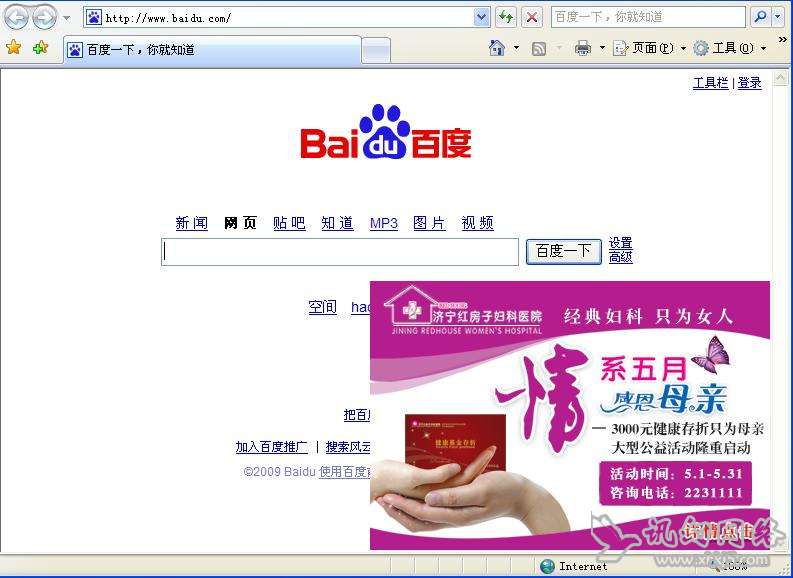 http://www.baidu.com/
百度一下，你就知道
百度一下，你就知道
页面(P)
工具(O)
工具栏 | 登录
Bai du 百度
新闻 网页 贴吧 知道 MP3 图片 视频
百度一下
设置
高级
空间
济宁红房子妇科医院
JINING REDHOUSE WOMEN'S HOSPITAL
经典妇科 只为女人
情系五月
感恩母亲
3000元健康存折只为母亲
大型公益活动隆重启动
健康基金存折
活动时间：5.1-5.31
咨询电话：2231111
详情点击
把百
加入百度推广 | 搜索风云
©2009 Baidu 使用百度
Internet